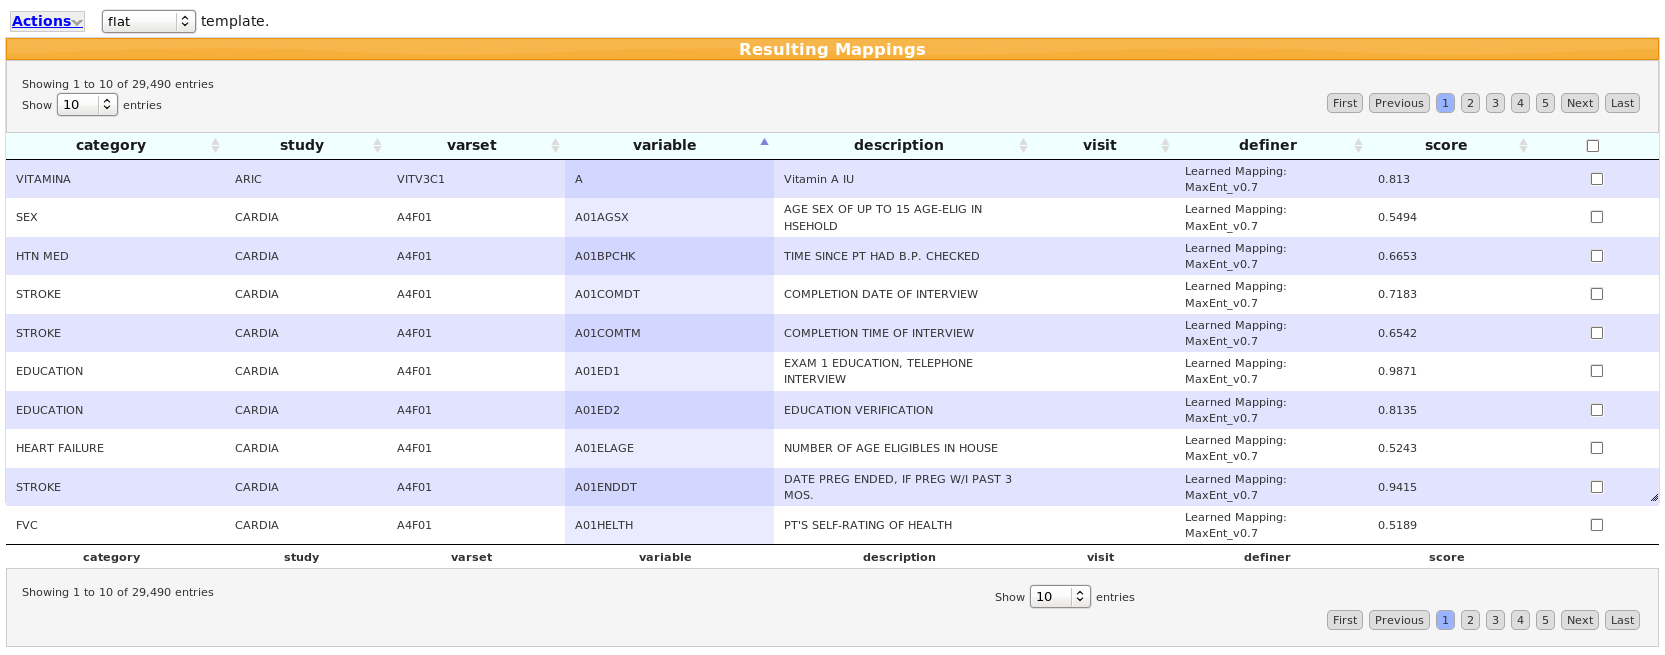 Actions flat template.
Resulting Mappings
Showing 1 to 10 of 29,490 entries
Show 10 entries
First Previous 1 2 3 4 5 Next Last
category study varset variable description visit definer score
VITAMINA ARIC VITV3C1 A Vitamin A IU Learned Mapping: MaxEnt_v0.7 0.813
SEX CARDIA A4F01 A01AGSX AGE SEX OF UP TO 15 AGE-ELIG IN HSEHOLD Learned Mapping: MaxEnt_v0.7 0.5494
HTN MED CARDIA A4F01 A01BPCHK TIME SINCE PT HAD B.P. CHECKED Learned Mapping: MaxEnt_v0.7 0.6653
STROKE CARDIA A4F01 A01COMDT COMPLETION DATE OF INTERVIEW Learned Mapping: MaxEnt_v0.7 0.7183
STROKE CARDIA A4F01 A01COMTM COMPLETION TIME OF INTERVIEW Learned Mapping: MaxEnt_v0.7 0.6542
EDUCATION CARDIA A4F01 A01ED1 EXAM 1 EDUCATION, TELEPHONE INTERVIEW Learned Mapping: MaxEnt_v0.7 0.9871
EDUCATION CARDIA A4F01 A01ED2 EDUCATION VERIFICATION Learned Mapping: MaxEnt_v0.7 0.8135
HEART FAILURE CARDIA A4F01 A01ELAGE NUMBER OF AGE ELIGIBLES IN HOUSE Learned Mapping: MaxEnt_v0.7 0.5243
STROKE CARDIA A4F01 A01ENDDT DATE PREG ENDED, IF PREG W/I PAST 3 MOS. Learned Mapping: MaxEnt_v0.7 0.9415
FVC CARDIA A4F01 A01HELTH PT'S SELF-RATING OF HEALTH Learned Mapping: MaxEnt_v0.7 0.5189
category study varset variable description visit definer score
Showing 1 to 10 of 29,490 entries
Show 10 entries
First Previous 1 2 3 4 5 Next Last